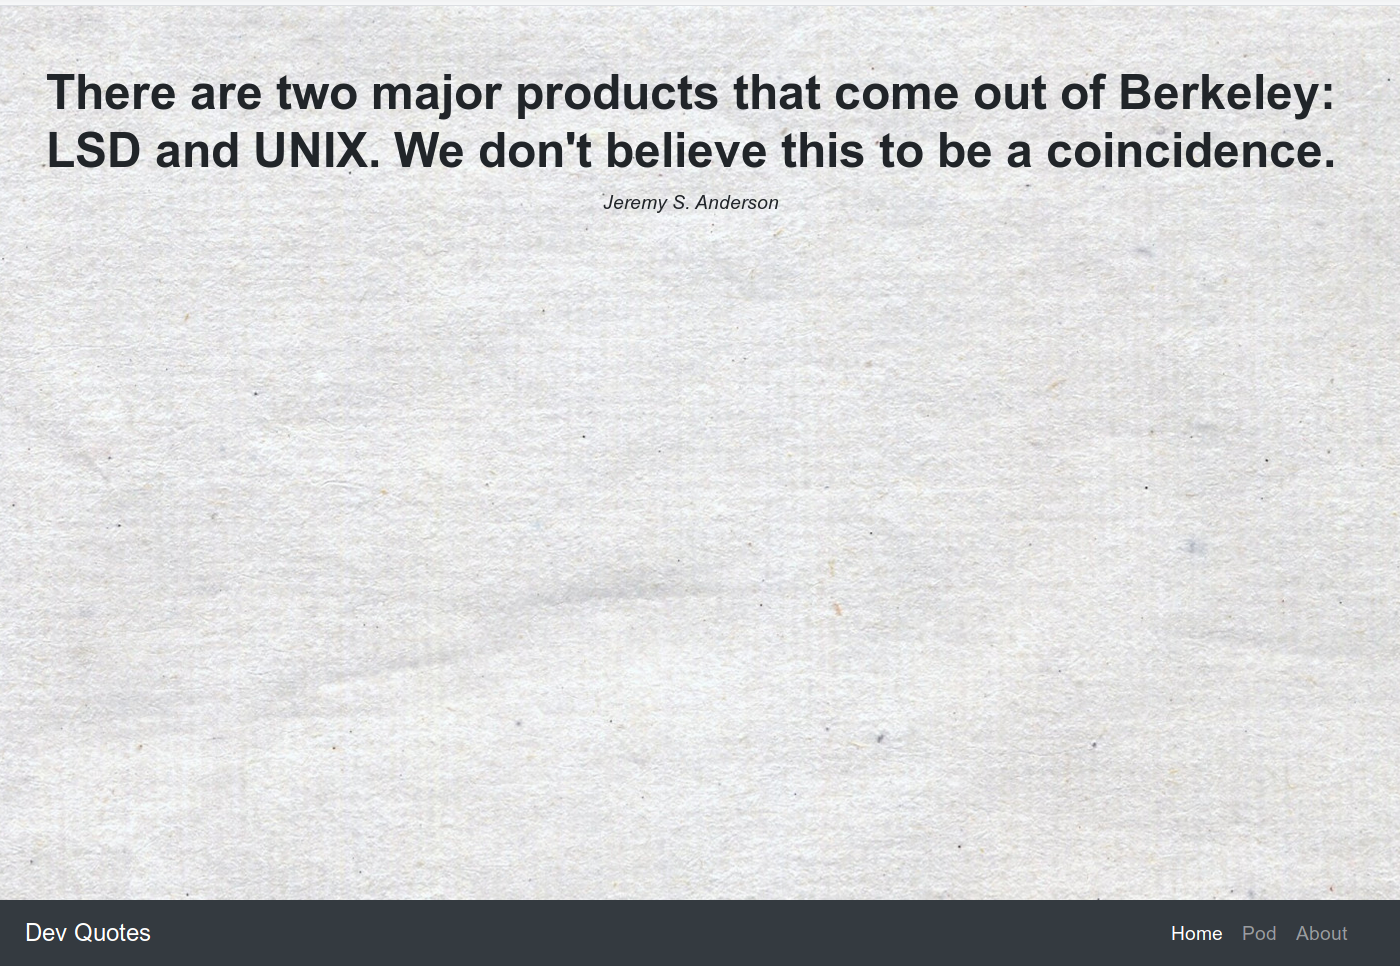 There are two major products that come out of Berkeley:
LSD and UNIX. We don't believe this to be a coincidence.
Jeremy S. Anderson
Dev Quotes
Home Pod About